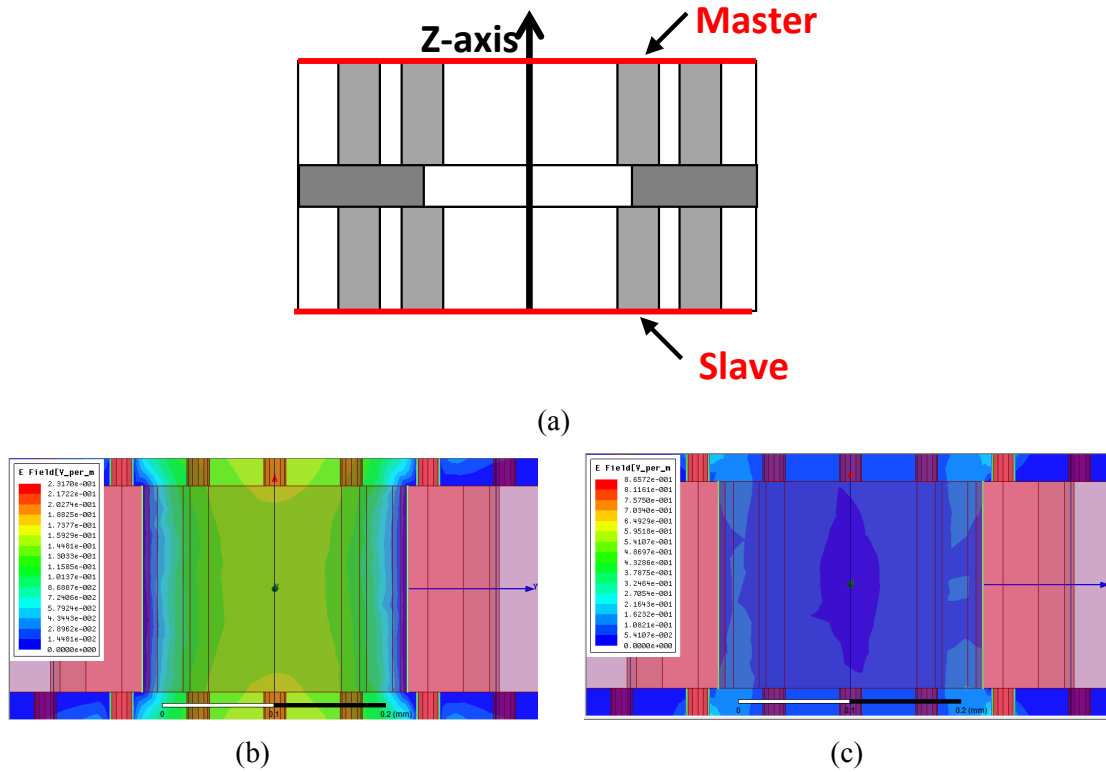 Z-axis
Master
Slave
(a)
E Field[V_per_m
2.3170e-001
2.1722e-001
2.0274e-001
1.8825e-001
1.7377e-001
1.5929e-001
1.4481e-001
1.3033e-001
1.1585e-001
1.0137e-001
8.6887e-002
7.2406e-002
5.7924e-002
4.3443e-002
2.8962e-002
1.4481e-002
0.0000e+000
Y
0
0.1
0.2 (mm)
E Field[V_per_m
8.6572e-001
8.1161e-001
7.5750e-001
7.0340e-001
6.4929e-001
5.9518e-001
5.4107e-001
4.8697e-001
4.3286e-001
3.7875e-001
3.2464e-001
2.7054e-001
2.1643e-001
1.6232e-001
1.0821e-001
5.4107e-002
0.0000e+000
0
0.1
0.2 (mm)
(b)
(c)